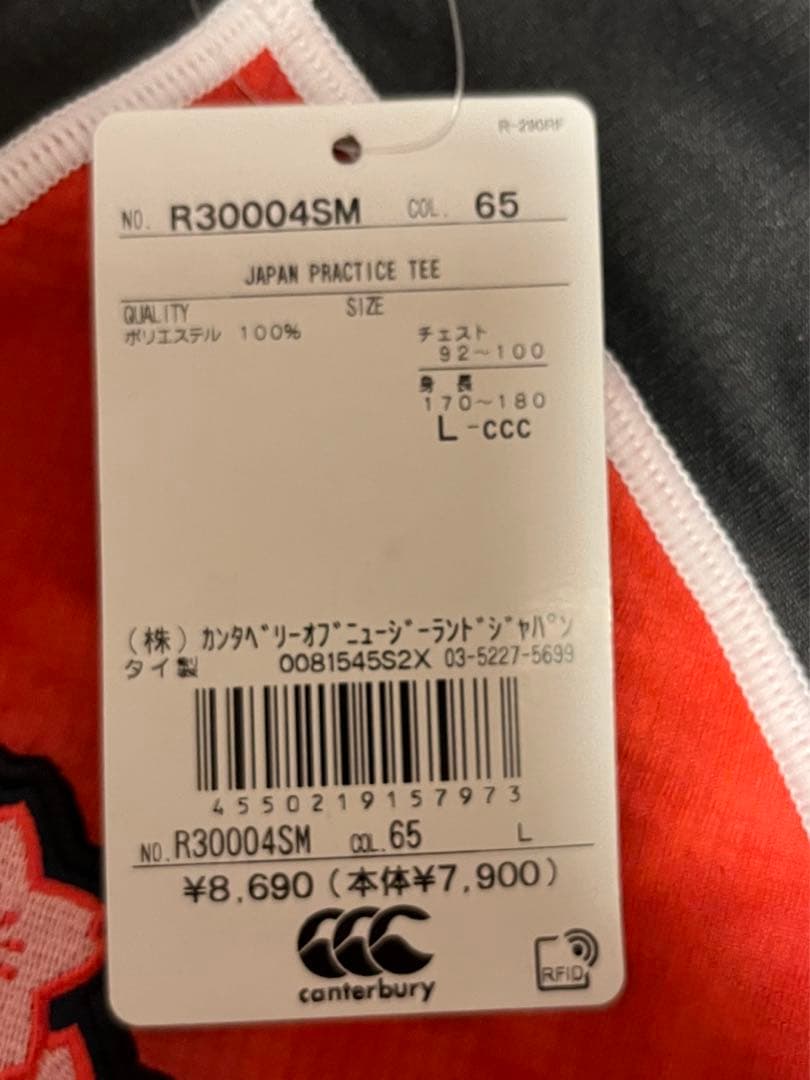 R-290RF
NO. R30004SM COL. 65
JAPAN PRACTICE TEE
QUALITY SIZE
ポリエステル 100%
チェスト
92~100
身 長
170~180
L-CCC
(株)カンタベリーオブニュージーランドジャパン
タイ製 0081545S2X 03-5227-5699
4550219157973
NO.R30004SM COL.65 L
¥8,690(本体¥7,900)
canterbury
RFID